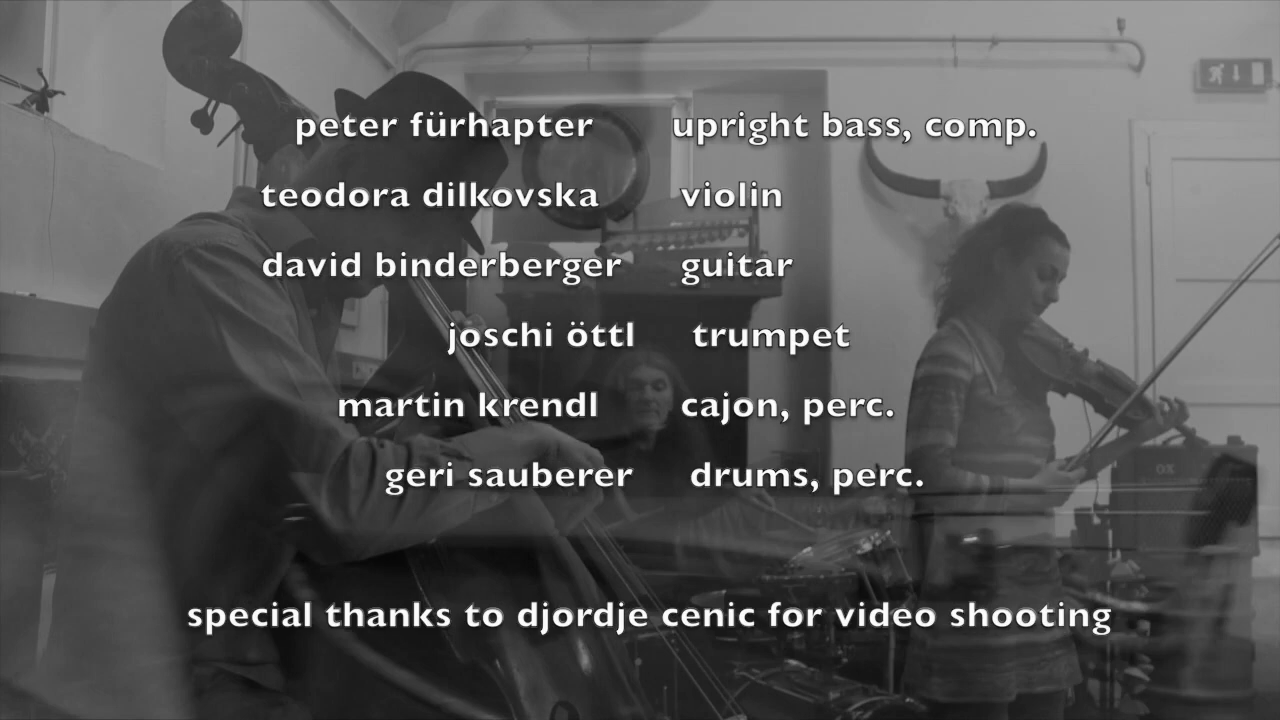 peter fürhapter upright bass, comp.
teodora dilkovska violin
david binderberger guitar
joschi öttl trumpet
martin krendl cajon, perc.
geri sauberer drums, perc.
special thanks to djordje cenic for video shooting